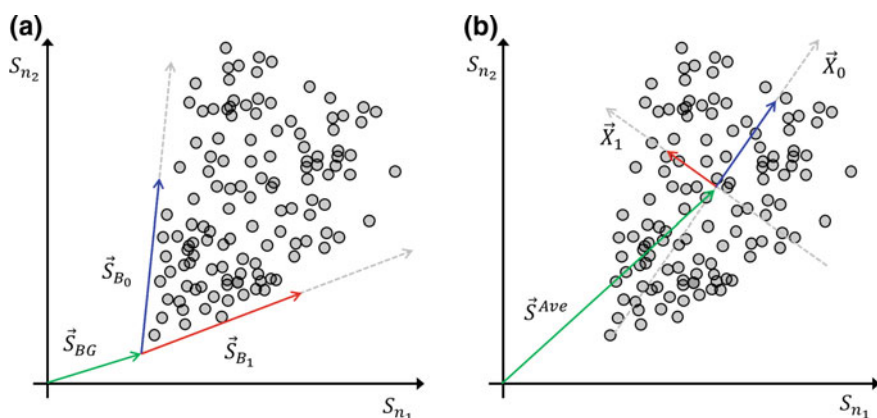 (a)
S_{n_2}
\vec{S}_{B_0}
\vec{S}_{BG}
\vec{S}_{B_1}
S_{n_1}
(b)
S_{n_2}
\vec{X}_0
\vec{X}_1
\vec{S}^{Ave}
S_{n_1}